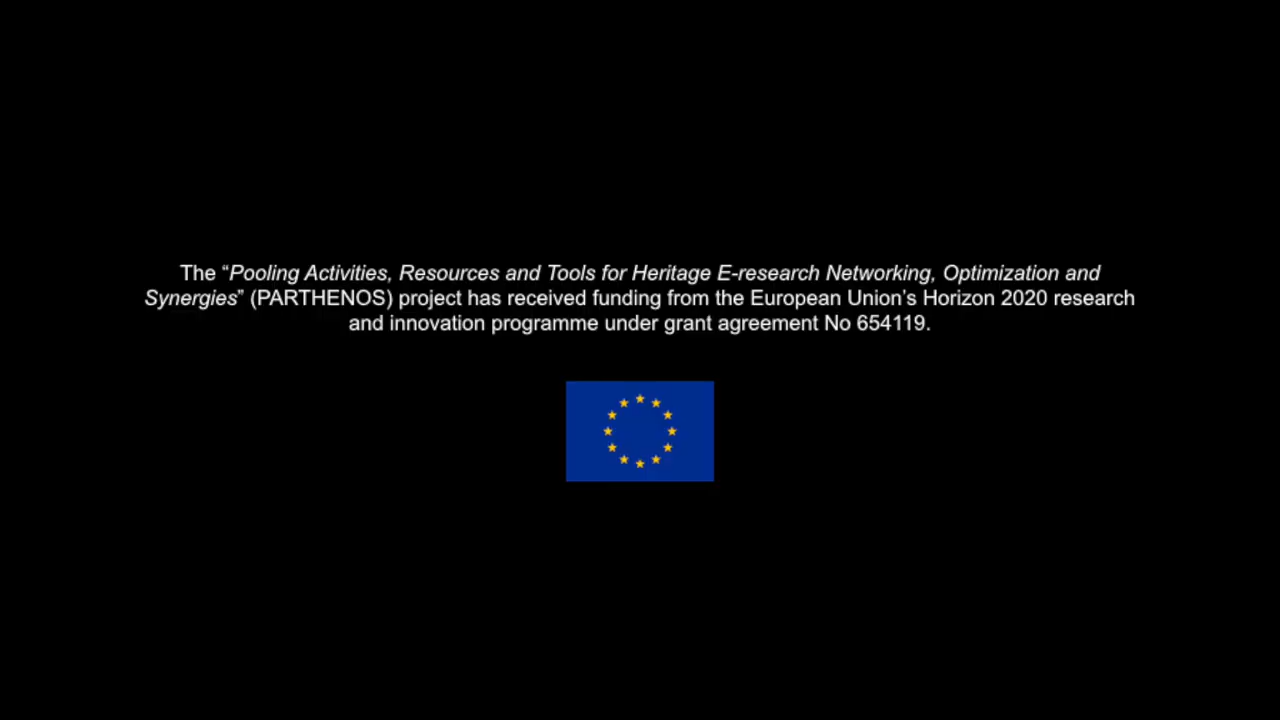 The “Pooling Activities, Resources and Tools for Heritage E-research Networking, Optimization and
Synergies” (PARTHENOS) project has received funding from the European Union’s Horizon 2020 research
and innovation programme under grant agreement No 654119.